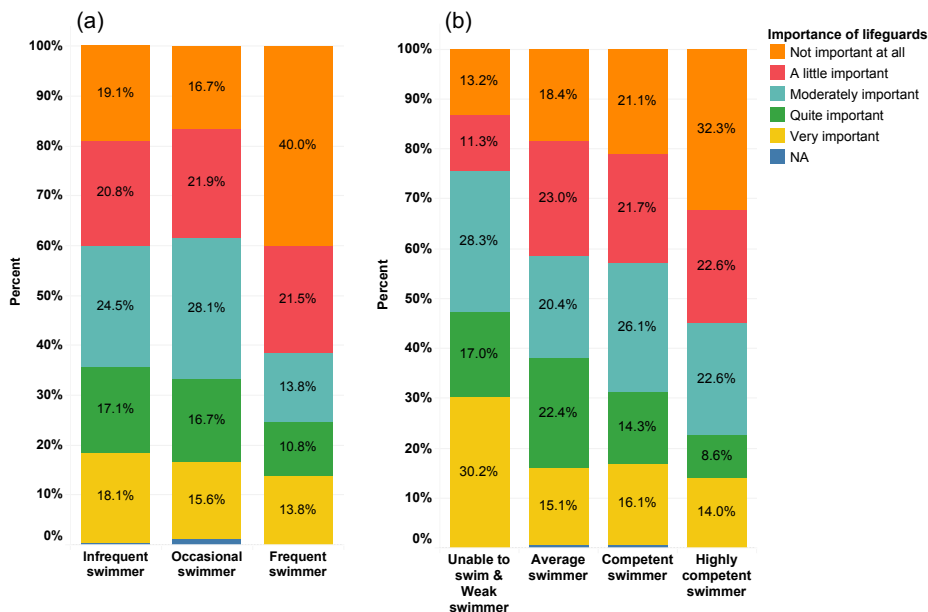 (a)
Percent
100%
90%
80%
70%
60%
50%
40%
30%
20%
10%
0%
19.1%
20.8%
24.5%
17.1%
18.1%
16.7%
21.9%
28.1%
16.7%
15.6%
40.0%
21.5%
13.8%
10.8%
13.8%
Infrequent
swimmer
Occasional
swimmer
Frequent
swimmer
(b)
Percent
100%
90%
80%
70%
60%
50%
40%
30%
20%
10%
0%
13.2%
11.3%
28.3%
17.0%
30.2%
18.4%
23.0%
20.4%
22.4%
15.1%
21.1%
21.7%
26.1%
14.3%
16.1%
32.3%
22.6%
22.6%
8.6%
14.0%
Unable to
swim &
Weak
swimmer
Average
swimmer
Competent
swimmer
Highly
competent
swimmer
Importance of lifeguards
Not important at all
A little important
Moderately important
Quite important
Very important
NA